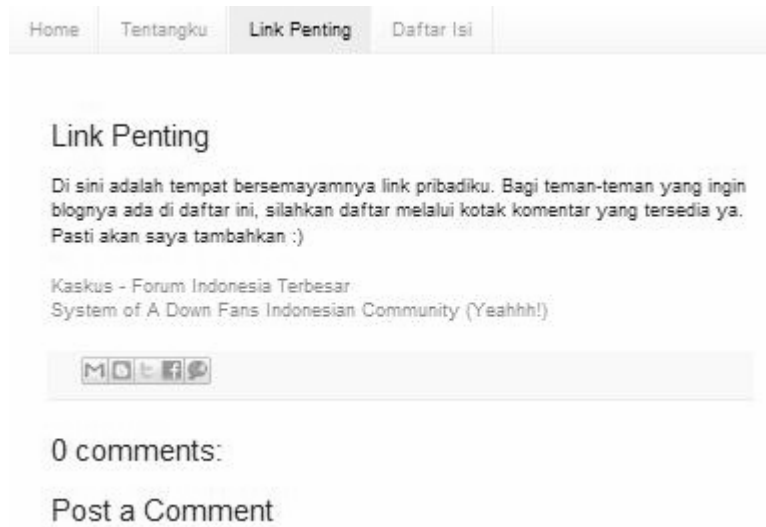 Home Tentangku Link Penting Daftar Isi
Link Penting
Di sini adalah tempat bersemayamnya link pribadiku. Bagi teman-teman yang ingin
blognya ada di daftar ini, silahkan daftar melalui kotak komentar yang tersedia ya.
Pasti akan saya tambahkan :)
Kaskus - Forum Indonesia Terbesar
System of A Down Fans Indonesian Community (Yeahhh!)
0 comments:
Post a Comment